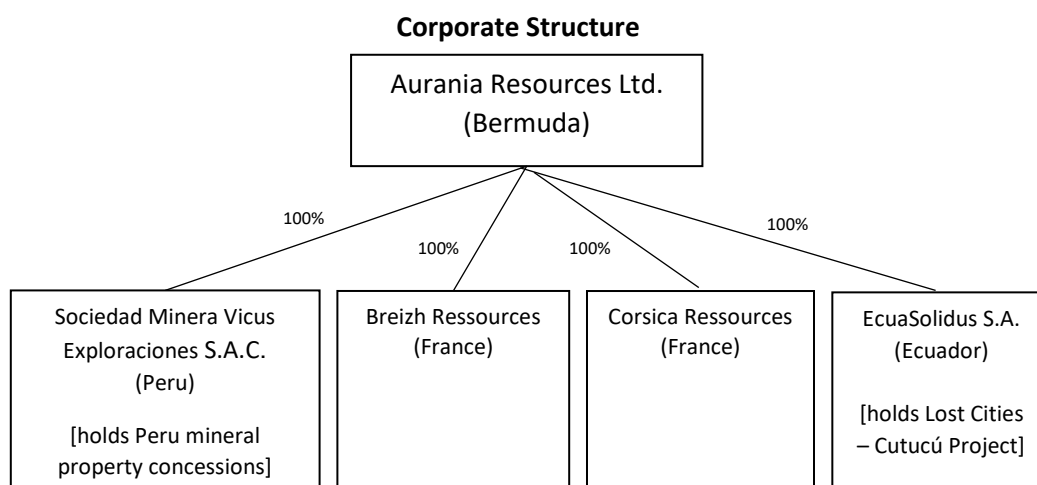 Corporate Structure
Aurania Resources Ltd.
(Bermuda)
100%
100%
100%
100%
Sociedad Minera Vicus
Exploraciones S.A.C.
(Peru)
[holds Peru mineral
property concessions]
Breizh Ressources
(France)
Corsica Ressources
(France)
EcuaSolidus S.A.
(Ecuador)
[holds Lost Cities
– Cutucú Project]